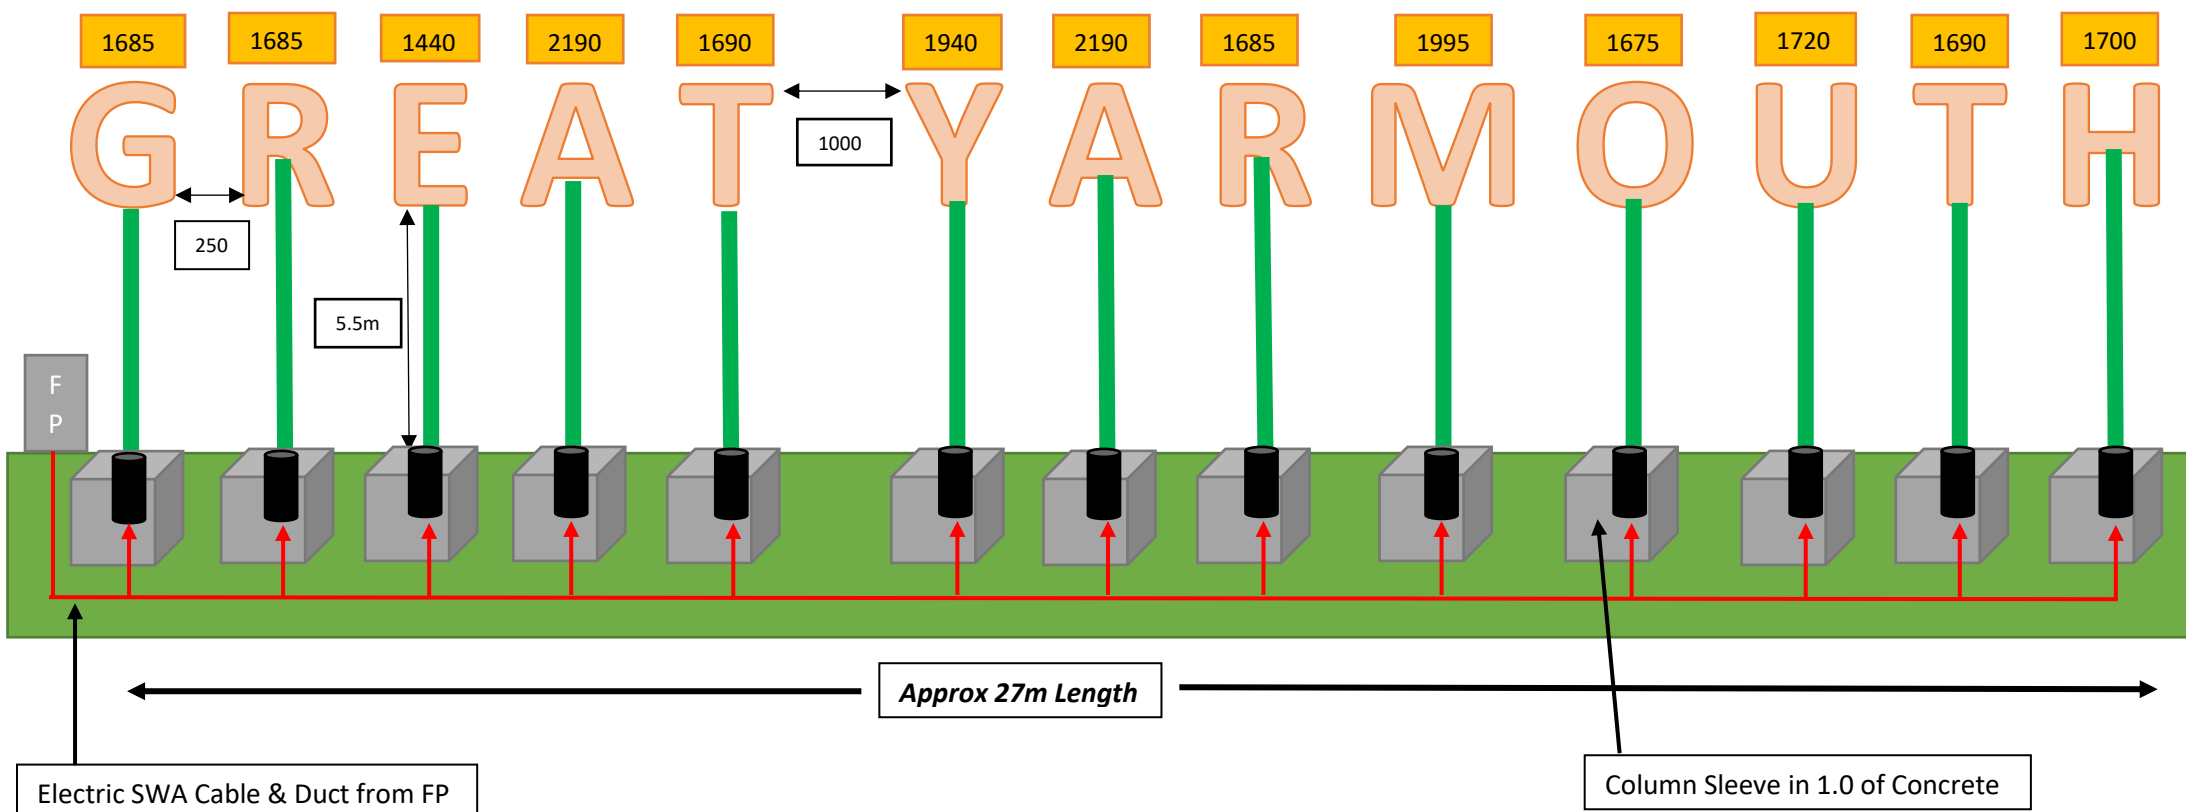 1685 1685 1440 2190 1690 1940 2190 1685 1995 1675 1720 1690 1700
GREAT YARMOUTH
1000
250
5.5m
F
P
Approx 27m Length
Electric SWA Cable & Duct from FP
Column Sleeve in 1.0 of Concrete